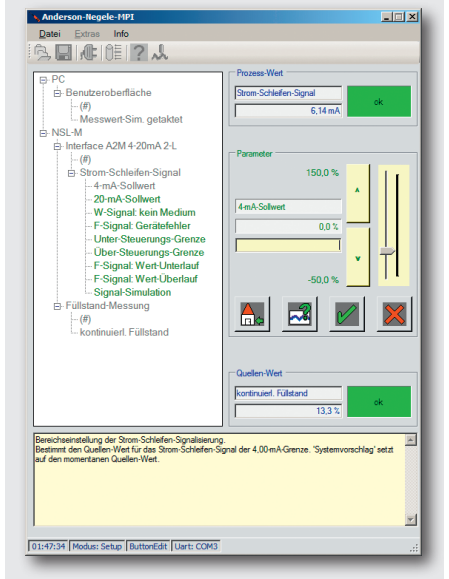 Anderson-Negele-MPI
Datei Extras Info
PC
Benutzeroberfläche
(#)
Messwert-Sim. getaktet
NSL-M
Interface A2M 4-20mA 2-L
(#)
Strom-Schleifen-Signal
4-mA-Sollwert
20-mA-Sollwert
W-Signal: kein Medium
F-Signal: Gerätefehler
Unter-Steuerungs-Grenze
Über-Steuerungs-Grenze
F-Signal: Wert-Unterlauf
F-Signal: Wert-Überlauf
Signal-Simulation
Füllstand-Messung
(#)
kontinuierl. Füllstand
Prozess-Wert
Strom-Schleifen-Signal
6,14 mA
ok
Parameter
150,0 %
4-mA-Sollwert
0,0 %
-50,0 %
Quellen-Wert
kontinuierl. Füllstand
13,3 %
ok
Bereichseinstellung der Strom-Schleifen-Signalisierung.
Bestimmt den Quellen-Wert für das Strom-Schleifen-Signal der 4,00-mA-Grenze. 'Systemvorschlag' setzt
auf den momentanen Quellen-Wert.
01:47:34 Modus: Setup ButtonEdit Uart: COM3